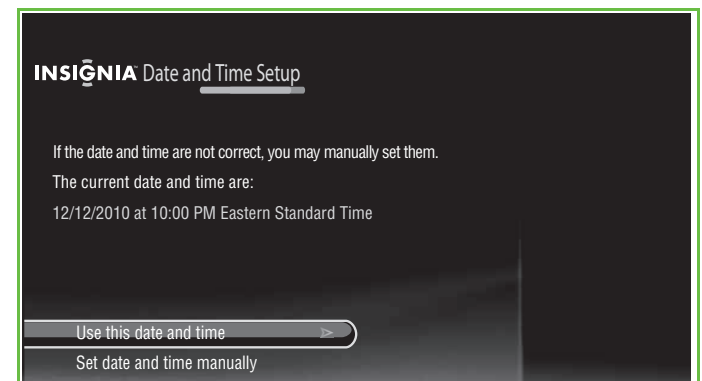 INSIGNIA™ Date and Time Setup
If the date and time are not correct, you may manually set them.
The current date and time are:
12/12/2010 at 10:00 PM Eastern Standard Time
Use this date and time
Set date and time manually